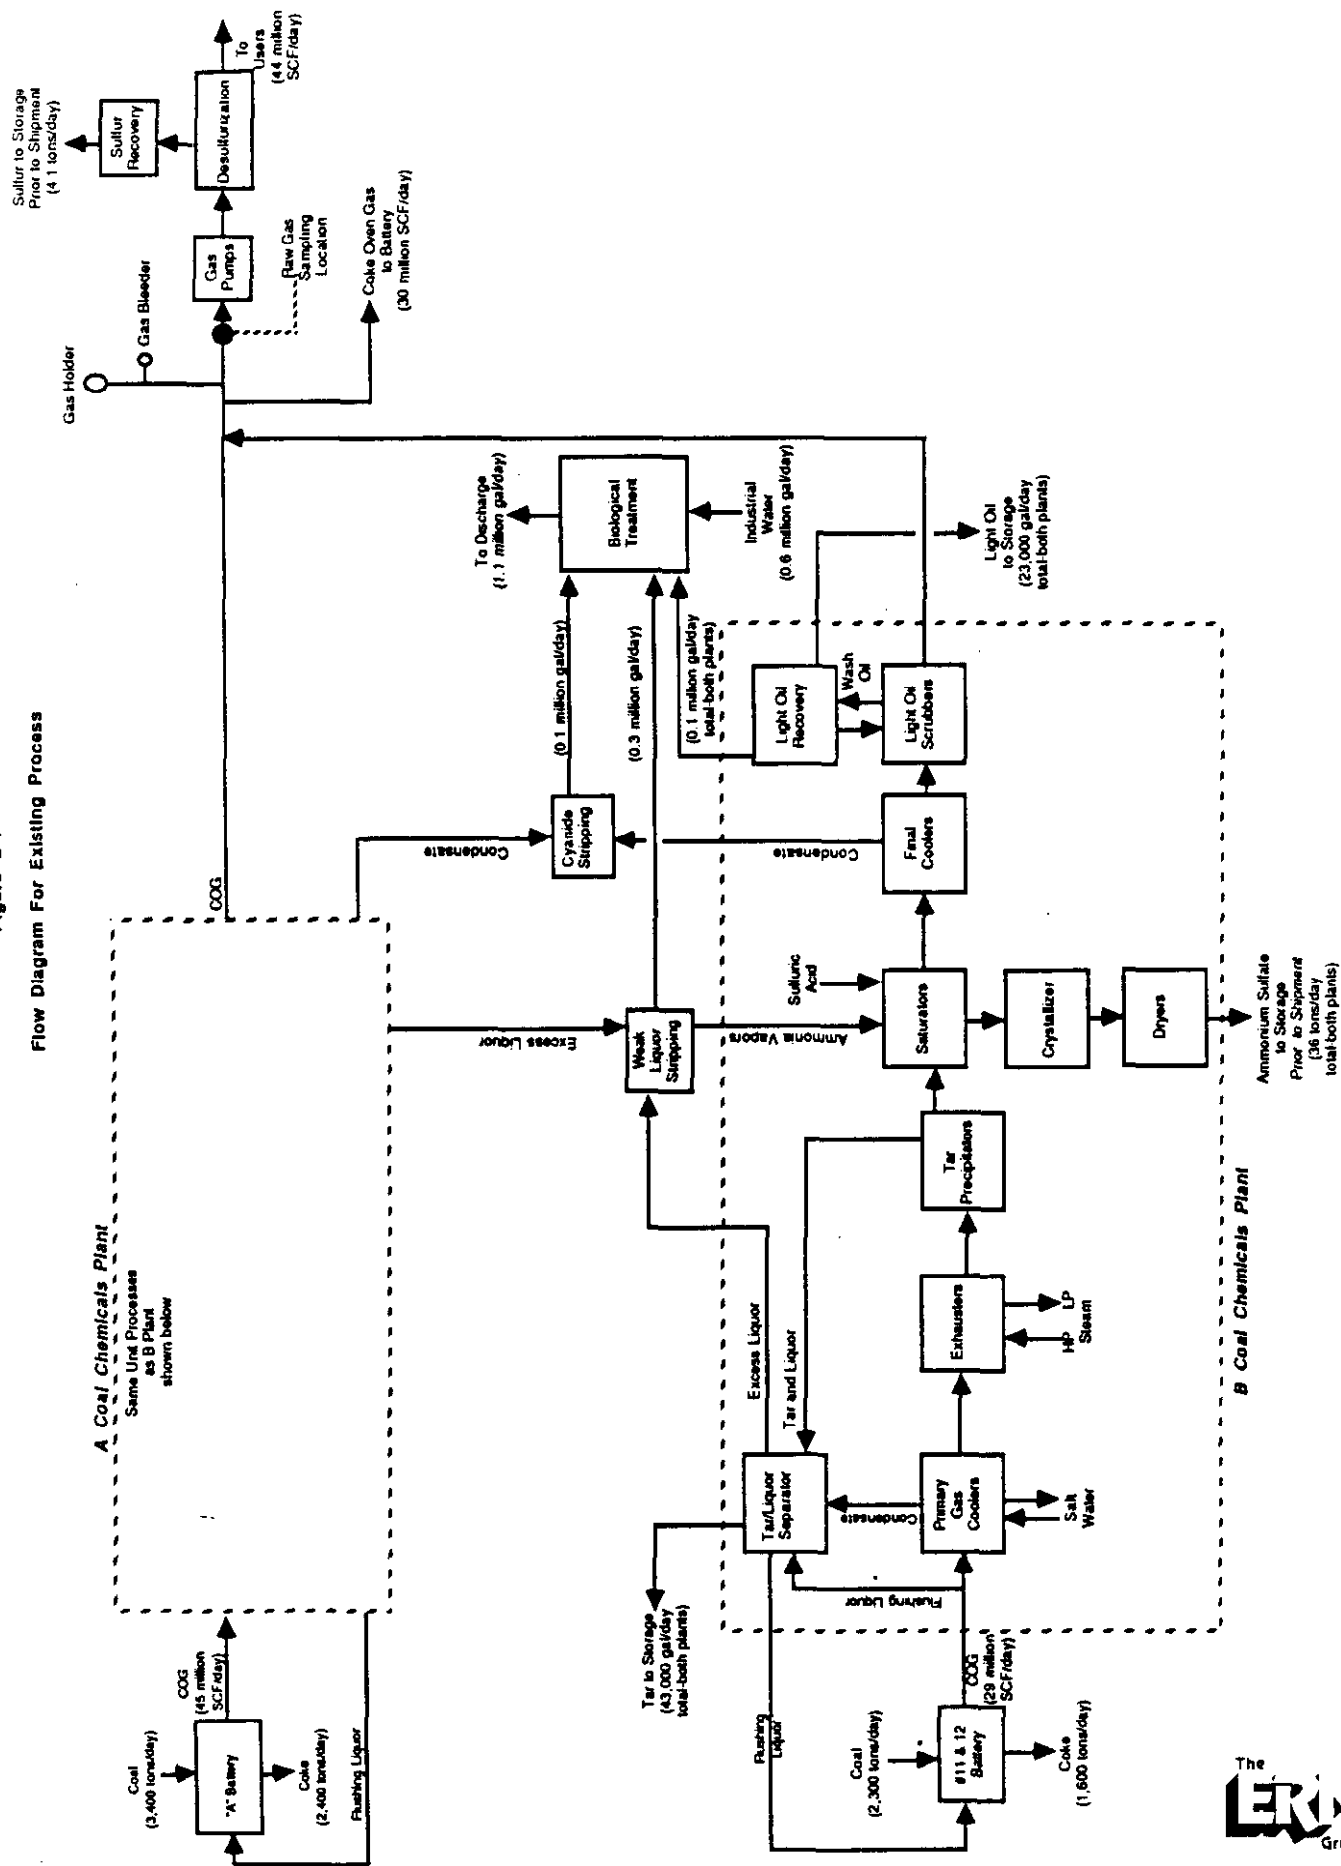 Flow Diagram For Existing Process
A Coal Chemicals Plant
Same Unit Processes
as B Plant
shown below
Coal
(3,400 tons/day)
"A" Battery
Coke
(2,400 tons/day)
Flushing Liquor
COG
(45 million
SCF/day)
COG
Condensate
Excess Liquor
Gas Holder
Gas Bleeder
Gas
Pumps
Raw Gas
Sampling
Location
Coke Oven Gas
to Battery
(30 million SCF/day)
Desulfurization
Sulfur
Recovery
Sulfur to Storage
Prior to Shipment
(4.1 tons/day)
To
Users
(44 million
SCF/day)
Cyanide
Stripping
(0.1 million gal/day)
Weak
Liquor
Stripping
(0.3 million gal/day)
(0.1 million gal/day
total-both plants)
Biological
Treatment
To Discharge
(1.1 million gal/day)
Industrial
Water
(0.6 million gal/day)
Tar to Storage
(43,000 gal/day
total-both plants)
Flushing
Liquor
Coal
(2,300 tons/day)
#11 & 12
Battery
Coke
(1,600 tons/day)
COG
(29 million
SCF/day)
Flushing Liquor
Tar/Liquor
Separator
Excess Liquor
Tar and Liquor
Condensate
Primary
Gas
Coolers
Salt
Water
Exhausters
HP LP
Steam
Tar
Precipitators
Ammonia Vapors
Sulfuric
Acid
Saturators
Crystallizer
Dryers
Ammonium Sulfate
to Storage
Prior to Shipment
(36 tons/day
total-both plants)
Condensate
Final
Coolers
Light Oil
Recovery
Wash
Oil
Light Oil
Scrubbers
Light Oil
to Storage
(23,000 gal/day
total-both plants)
B Coal Chemicals Plant
The